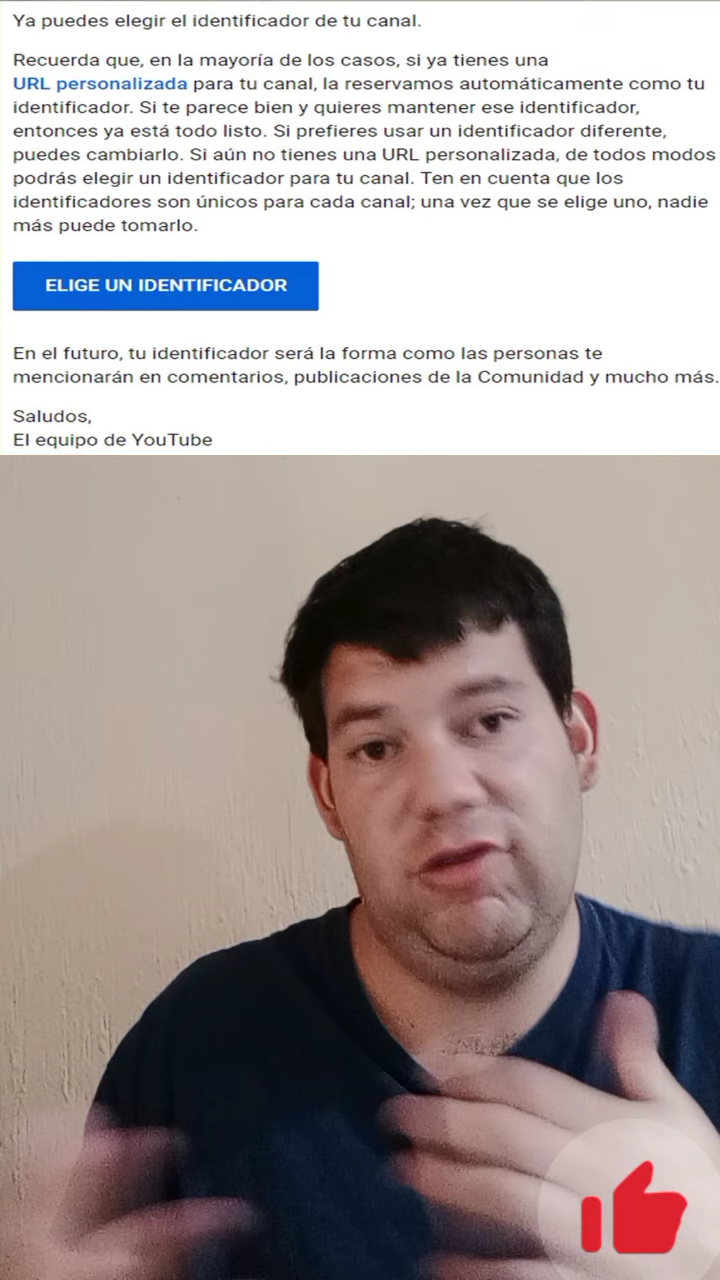 Ya puedes elegir el identificador de tu canal.
Recuerda que, en la mayoría de los casos, si ya tienes una
URL personalizada para tu canal, la reservamos automáticamente como tu
identificador. Si te parece bien y quieres mantener ese identificador,
entonces ya está todo listo. Si prefieres usar un identificador diferente,
puedes cambiarlo. Si aún no tienes una URL personalizada, de todos modos
podrás elegir un identificador para tu canal. Ten en cuenta que los
identificadores son únicos para cada canal; una vez que se elige uno, nadie
más puede tomarlo.
ELIGE UN IDENTIFICADOR
En el futuro, tu identificador será la forma como las personas te
mencionarán en comentarios, publicaciones de la Comunidad y mucho más.
Saludos,
El equipo de YouTube